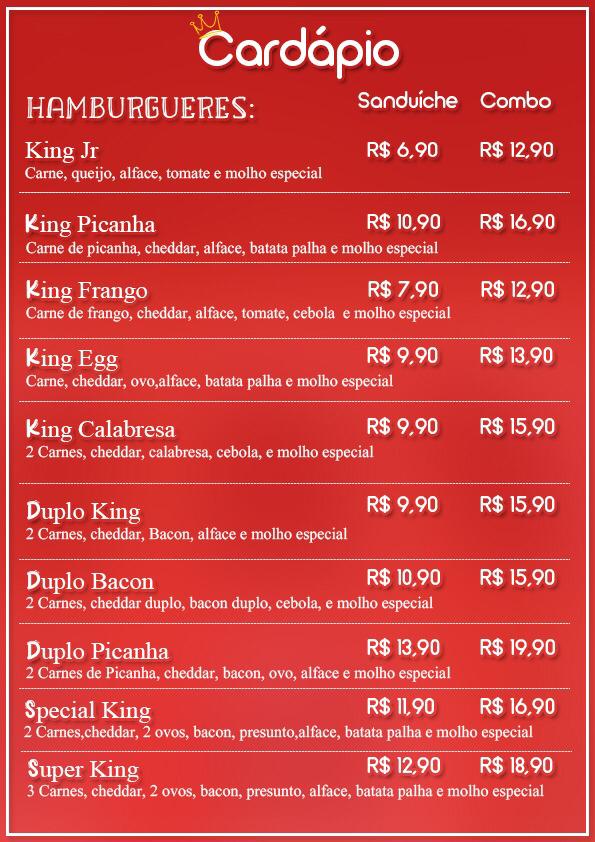 Cardápio
HAMBURGUERES: Sanduíche Combo
King Jr R$ 6,90 R$ 12,90
Carne, queijo, alface, tomate e molho especial
King Picanha R$ 10,90 R$ 16,90
Carne de picanha, cheddar, alface, batata palha e molho especial
King Frango R$ 7,90 R$ 12,90
Carne de frango, cheddar, alface, tomate, cebola e molho especial
King Egg R$ 9,90 R$ 13,90
Carne, cheddar, ovo,alface, batata palha e molho especial
King Calabresa R$ 9,90 R$ 15,90
2 Carnes, cheddar, calabresa, cebola, e molho especial
Duplo King R$ 9,90 R$ 15,90
2 Carnes, cheddar, Bacon, alface e molho especial
Duplo Bacon R$ 10,90 R$ 15,90
2 Carnes, cheddar duplo, bacon duplo, cebola, e molho especial
Duplo Picanha R$ 13,90 R$ 19,90
2 Carnes de Picanha, cheddar, bacon, ovo, alface e molho especial
Special King R$ 11,90 R$ 16,90
2 Carnes,cheddar, 2 ovos, bacon, presunto,alface, batata palha e molho especial
Super King R$ 12,90 R$ 18,90
3 Carnes, cheddar, 2 ovos, bacon, presunto, alface, batata palha e molho especial